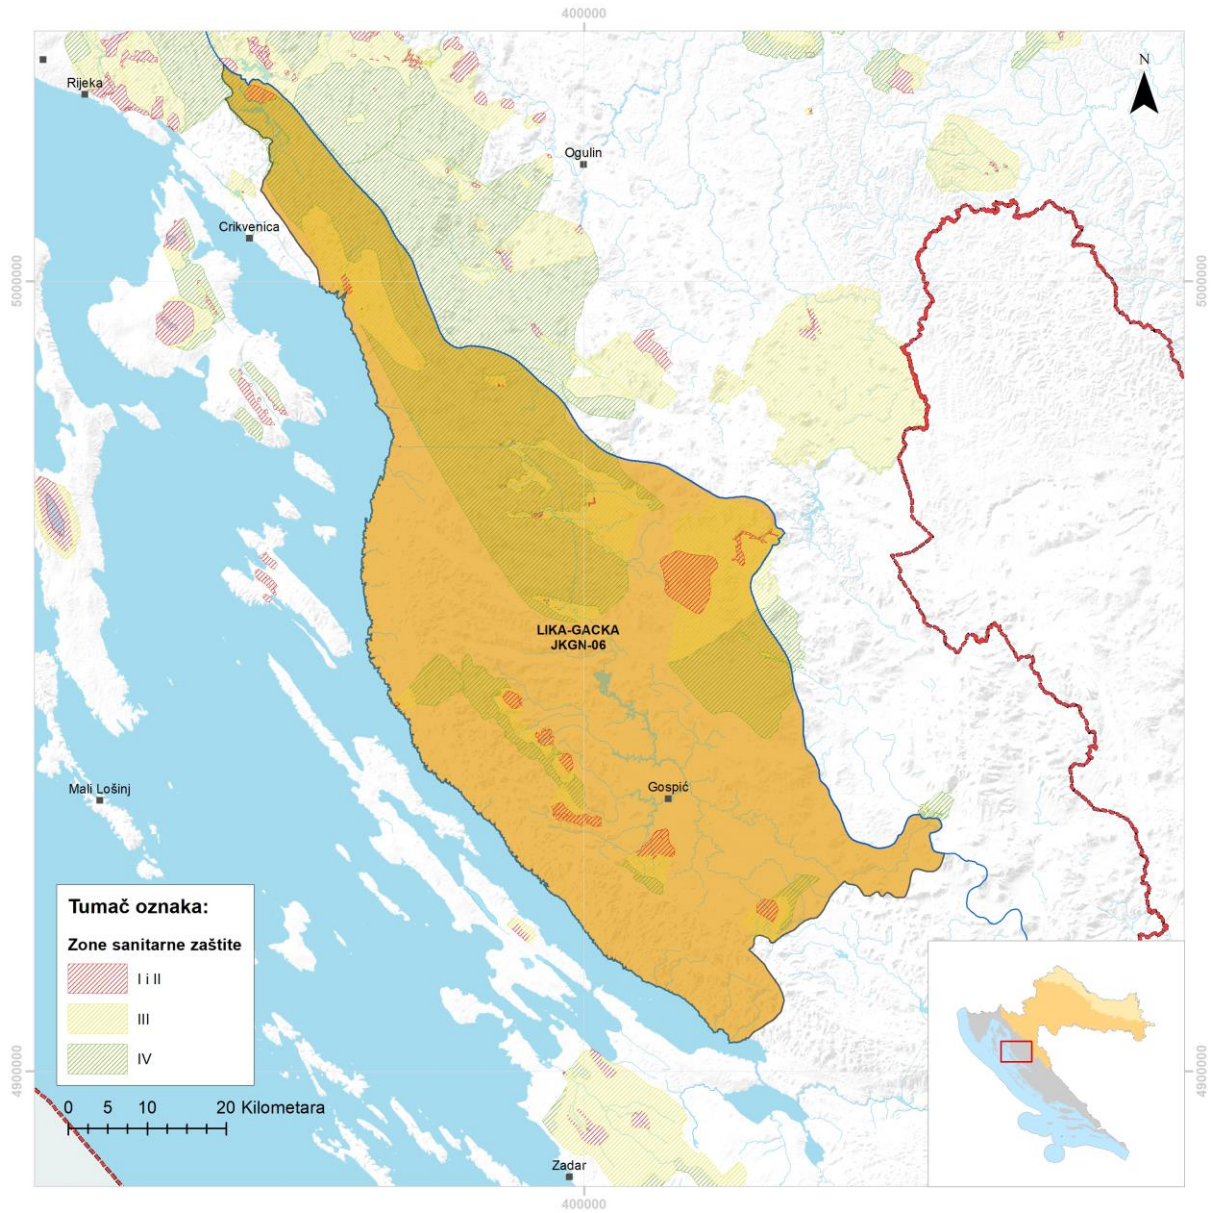 400000
N
Rijeka
Ogulin
Crikvenica
5000000
5000000
LIKA-GACKA
JKGN-06
Gospić
Mali Lošinj
Tumač oznaka:
Zone sanitarne zaštite
I i II
III
IV
4900000
4900000
0 5 10 20 Kilometara
Zadar
400000